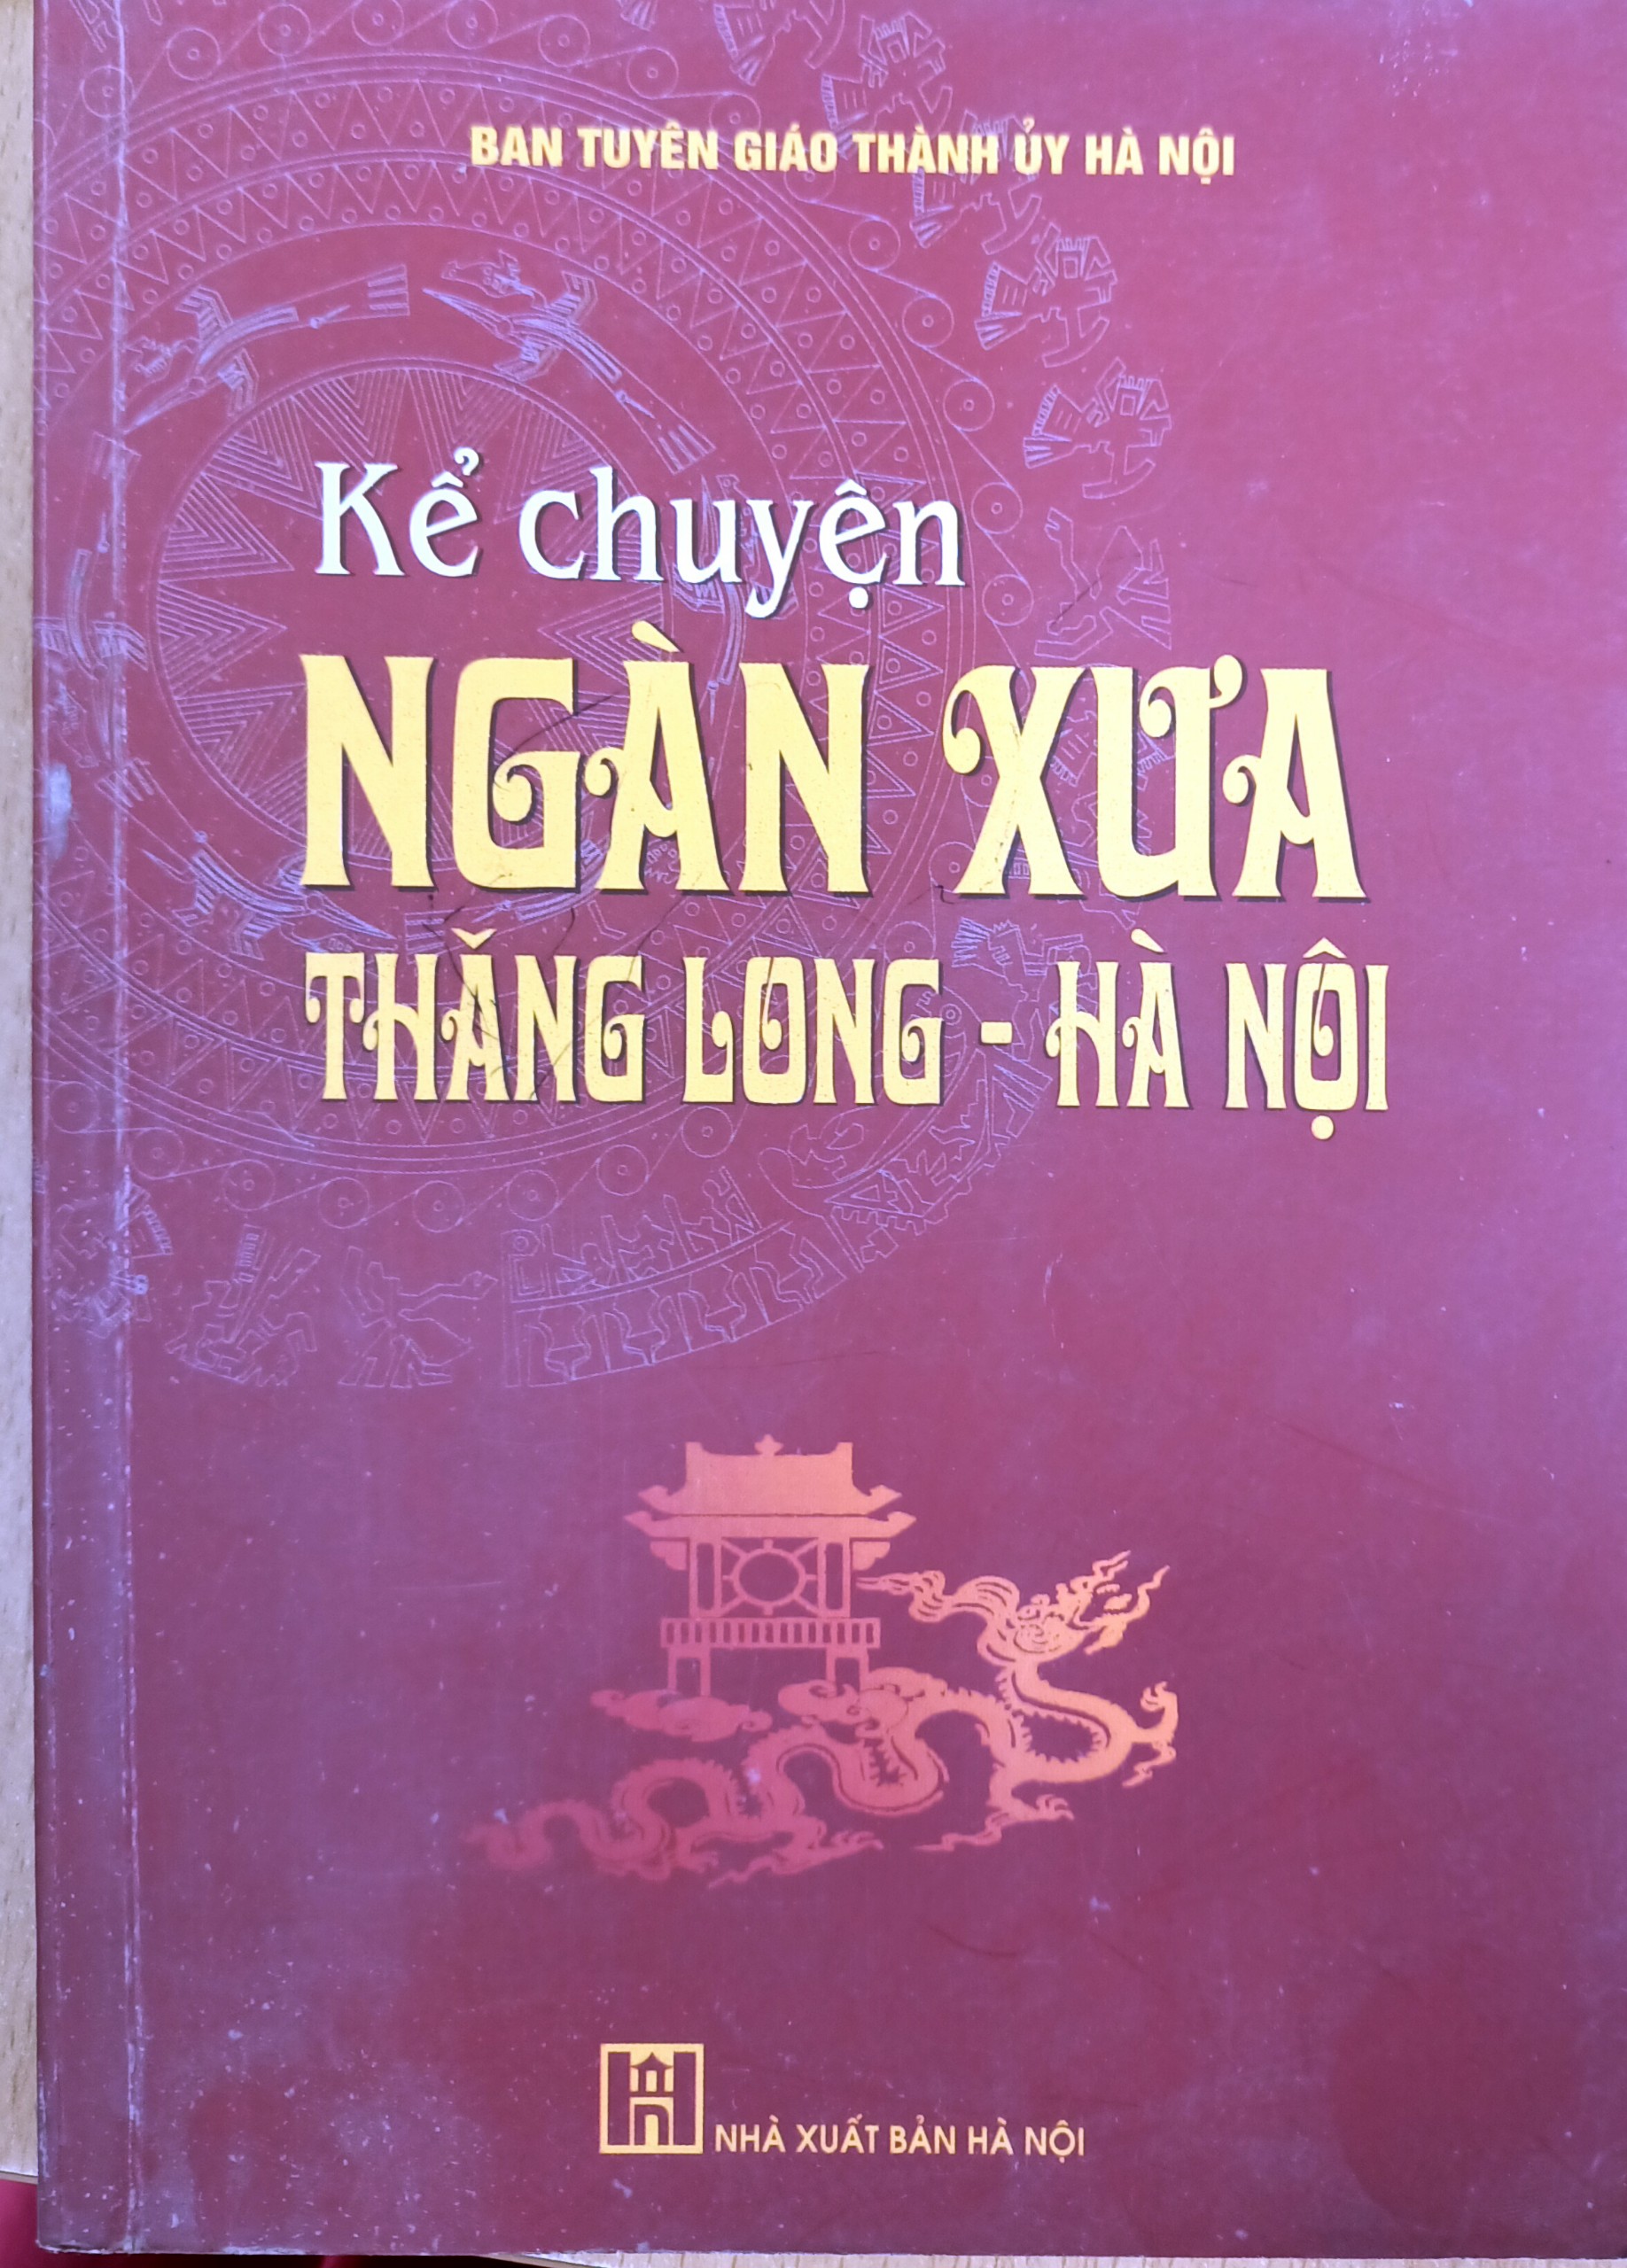 BAN TUYÊN GIÁO THÀNH ỦY HÀ NỘI
Kể chuyện
NGÀN XƯA
THĂNG LONG - HÀ NỘI
NHÀ XUẤT BẢN HÀ NỘI